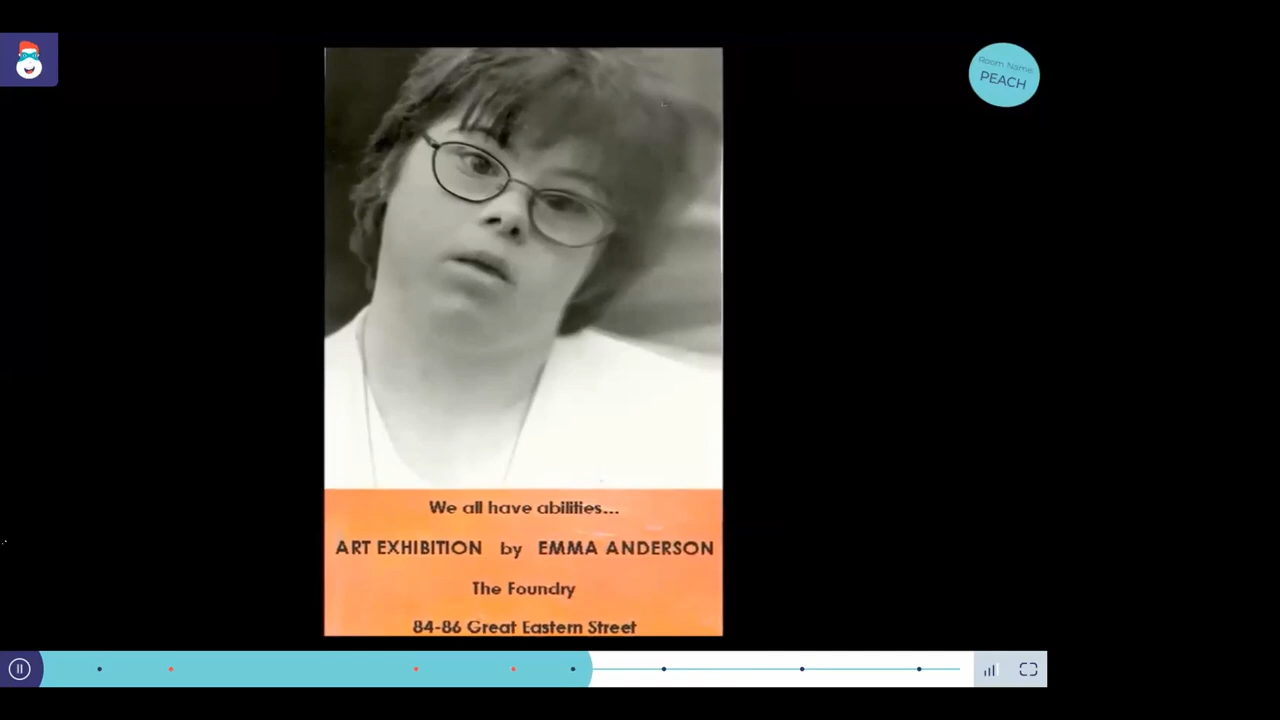 Room Name:
PEACH
We all have abilities...
ART EXHIBITION by EMMA ANDERSON
The Foundry
84-86 Great Eastern Street